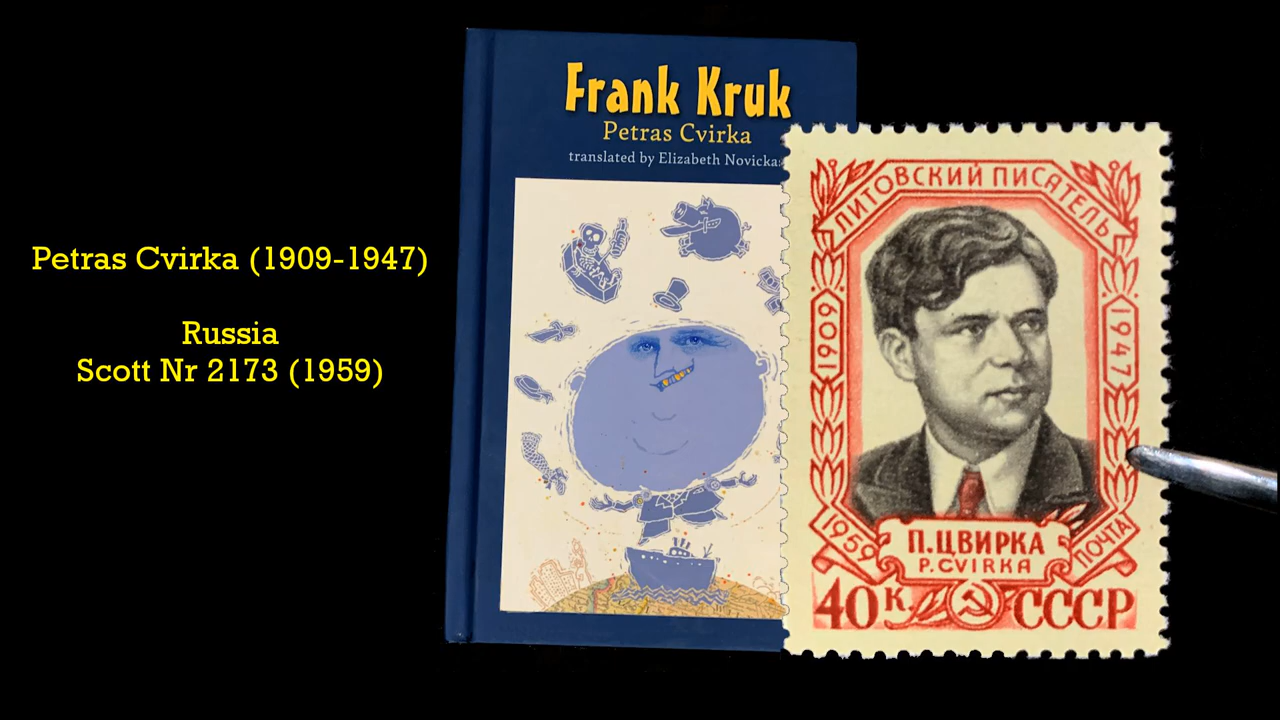 Petras Cvirka (1909-1947)
Russia
Scott Nr 2173 (1959)
Frank Kruk
Petras Cvirka
translated by Elizabeth Novickas
ЛИТОВСКИЙ ПИСАТЕЛЬ
1909
1947
1959
П.ЦВИРКА
P.CVIRKA
ПОЧТА
40 к.
СССР